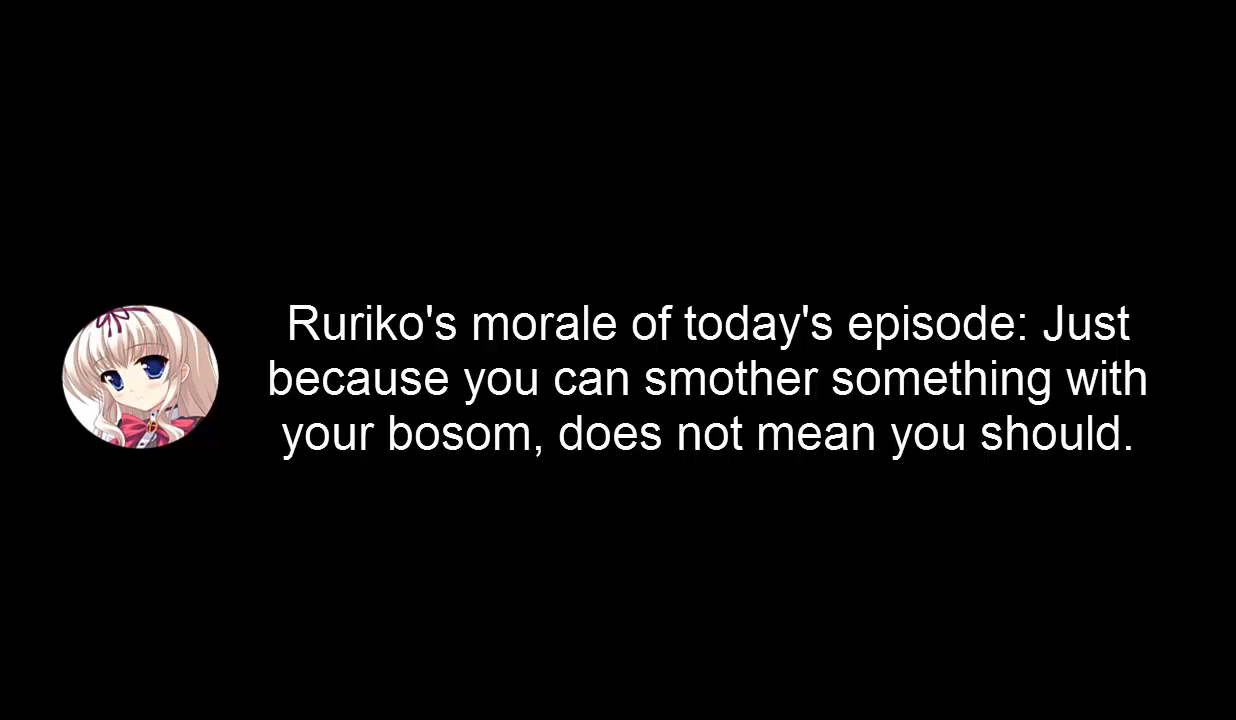 Ruriko's morale of today's episode: Just
because you can smother something with
your bosom, does not mean you should.